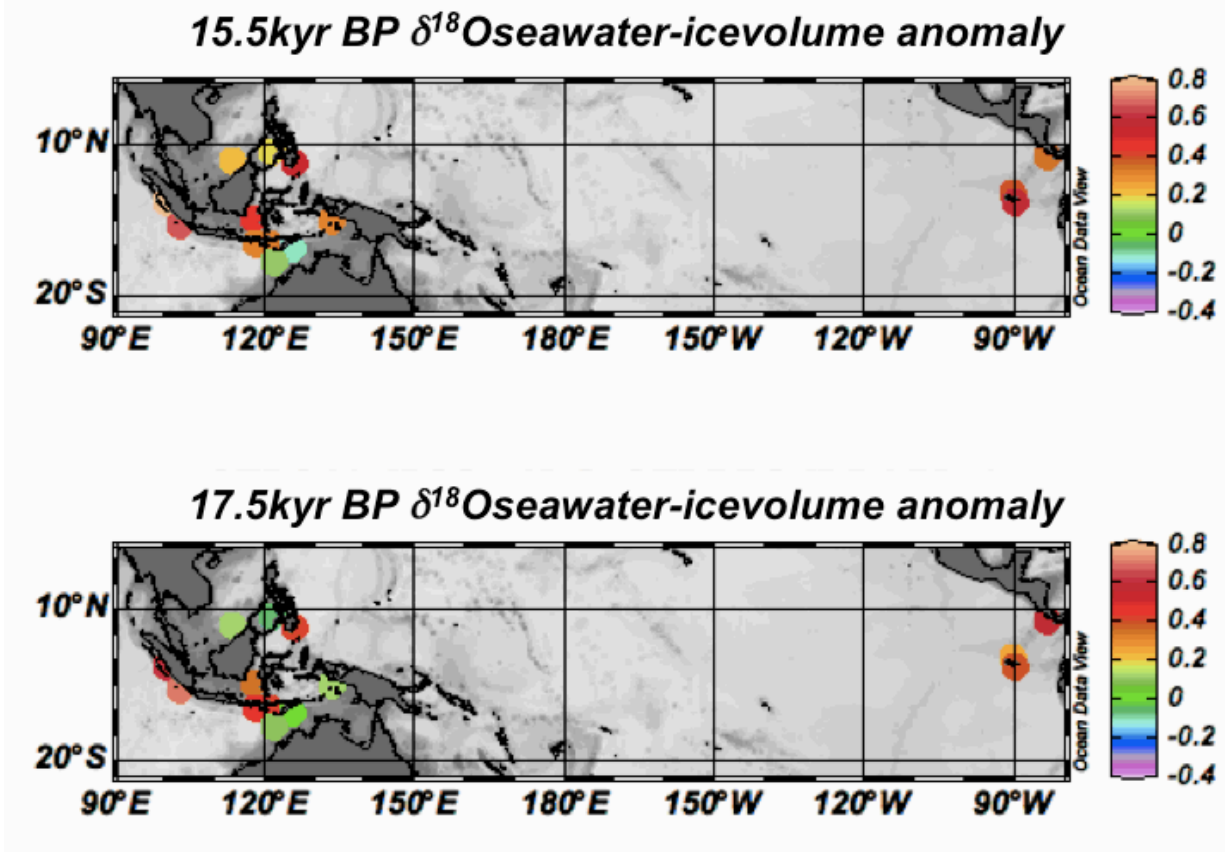 15.5kyr BP δ¹⁸Oseawater-icevolume anomaly
10°N
20°S
90°E 120°E 150°E 180°E 150°W 120°W 90°W
Ocean Data View
0.8
0.6
0.4
0.2
0
-0.2
-0.4
17.5kyr BP δ¹⁸Oseawater-icevolume anomaly
10°N
20°S
90°E 120°E 150°E 180°E 150°W 120°W 90°W
Ocean Data View
0.8
0.6
0.4
0.2
0
-0.2
-0.4